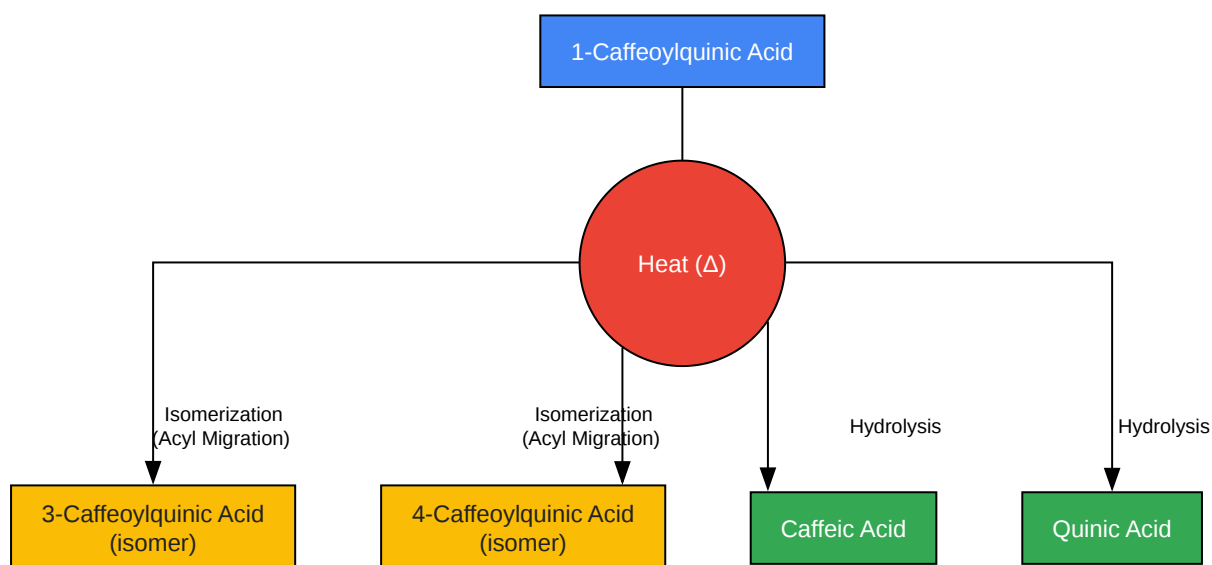 1-Caffeoylquinic Acid
Heat (Δ)
Isomerization
(Acyl Migration)
Isomerization
(Acyl Migration)
Hydrolysis
Hydrolysis
3-Caffeoylquinic Acid
(isomer)
4-Caffeoylquinic Acid
(isomer)
Caffeic Acid
Quinic Acid